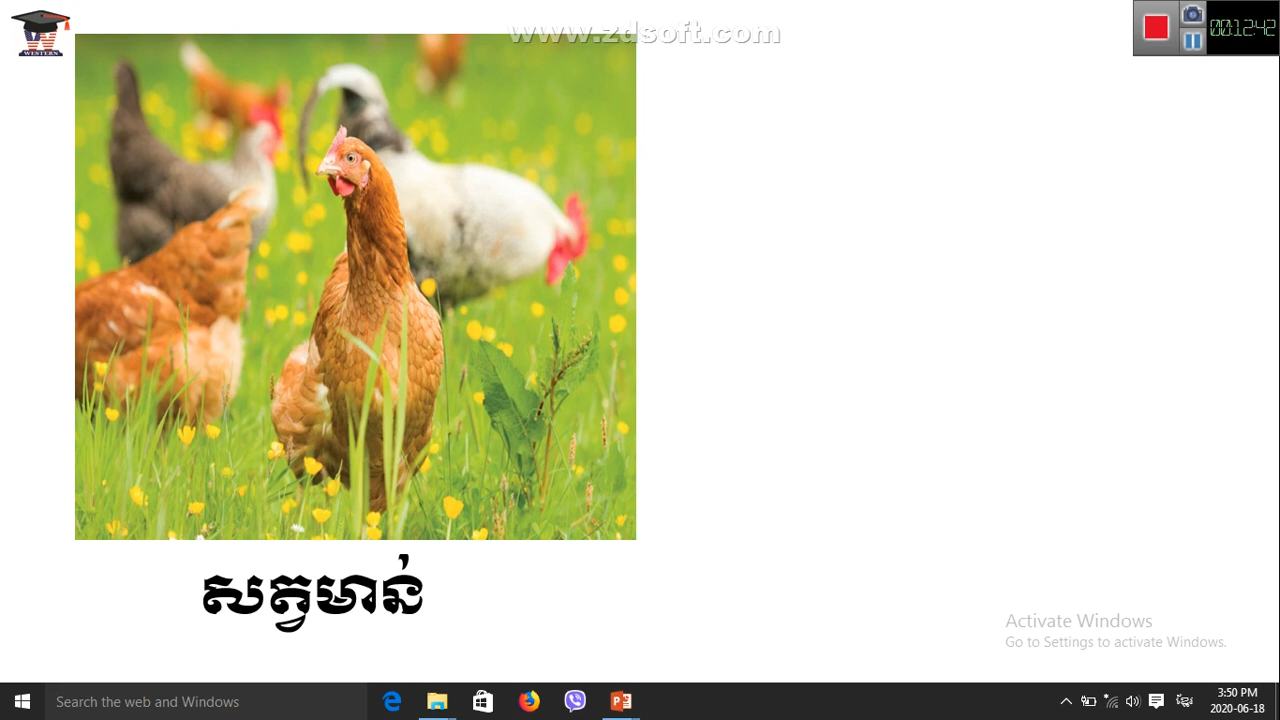 www.zdsoft.com
00:12:42
WESTERN
សត្វមាន់
Activate Windows
Go to Settings to activate Windows.
Search the web and Windows
3:50 PM
2020-06-18